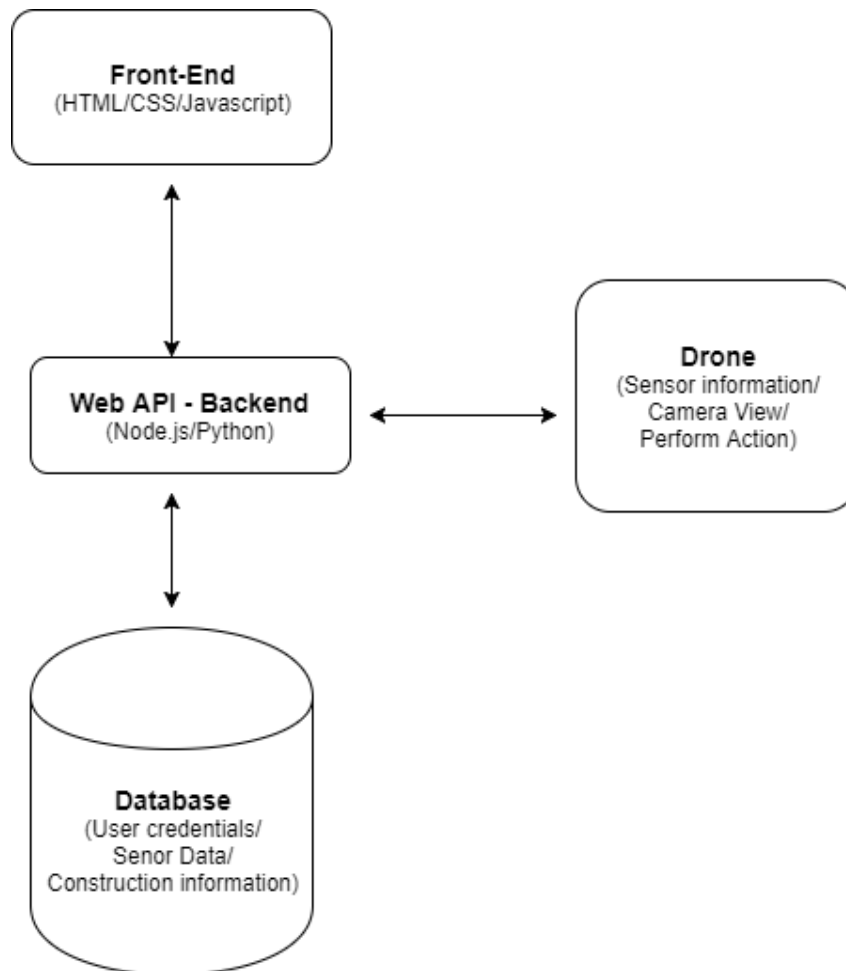 Front-End
(HTML/CSS/Javascript)
Web API - Backend
(Node.js/Python)
Drone
(Sensor information/
Camera View/
Perform Action)
Database
(User credentials/
Senor Data/
Construction information)